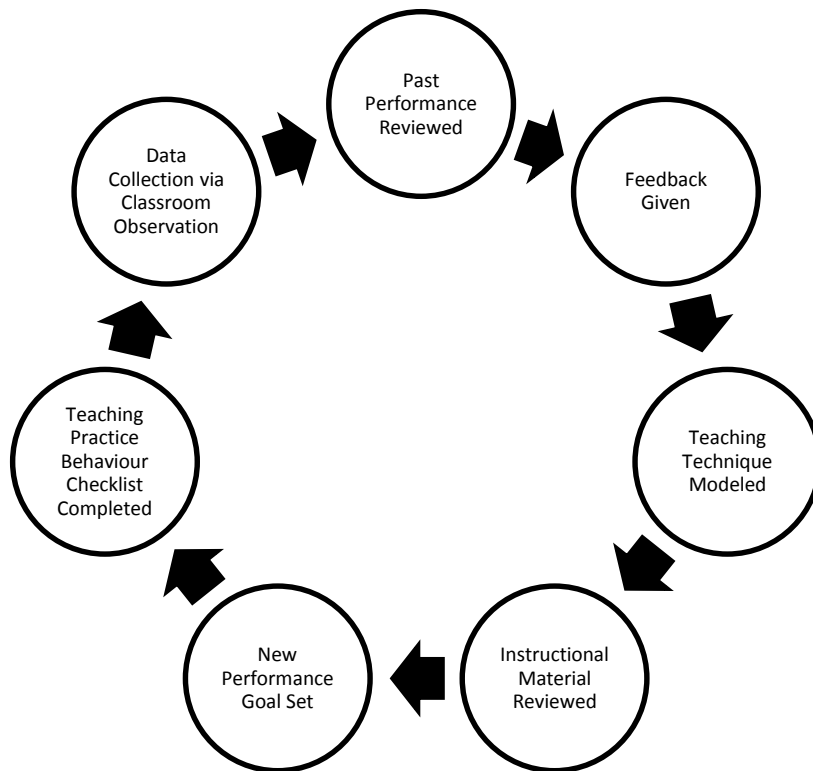 Past
Performance
Reviewed
Feedback
Given
Teaching
Technique
Modeled
Instructional
Material
Reviewed
New
Performance
Goal Set
Teaching
Practice
Behaviour
Checklist
Completed
Data
Collection via
Classroom
Observation